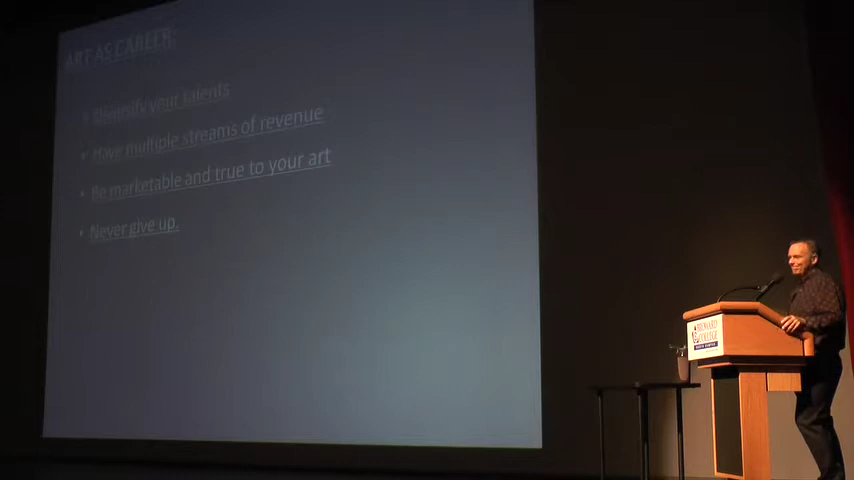 ART AS CAREER:
• Diversify your talents
• Have multiple streams of revenue
• Be marketable and true to your art
• Never give up.
BROWARD
COLLEGE